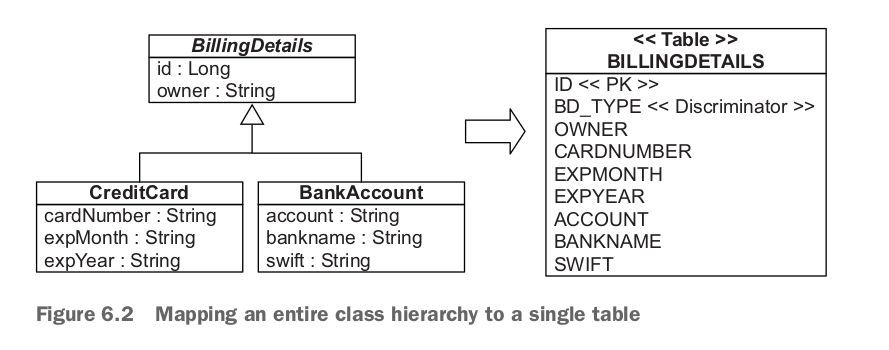 BillingDetails
id : Long
owner : String
CreditCard
cardNumber : String
expMonth : String
expYear : String
BankAccount
account : String
bankname : String
swift : String
<< Table >>
BILLINGDETAILS
ID << PK >>
BD_TYPE << Discriminator >>
OWNER
CARDNUMBER
EXPMONTH
EXPYEAR
ACCOUNT
BANKNAME
SWIFT
Figure 6.2 Mapping an entire class hierarchy to a single table